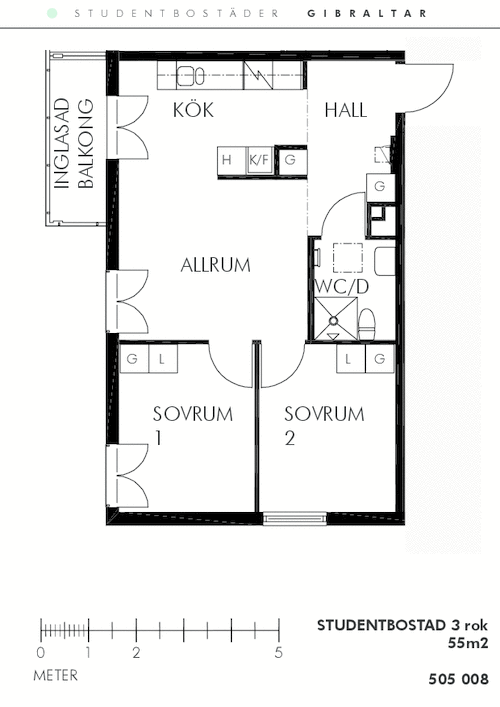 STUDENTBOSTÄDER GIBRALTAR
INGLASAD
BALKONG
KÖK
HALL
H K/F G
G
ALLRUM
WC/D
G L
L G
SOVRUM
1
SOVRUM
2
0 1 2 5
METER
STUDENTBOSTAD 3 rok
55m2
505 008